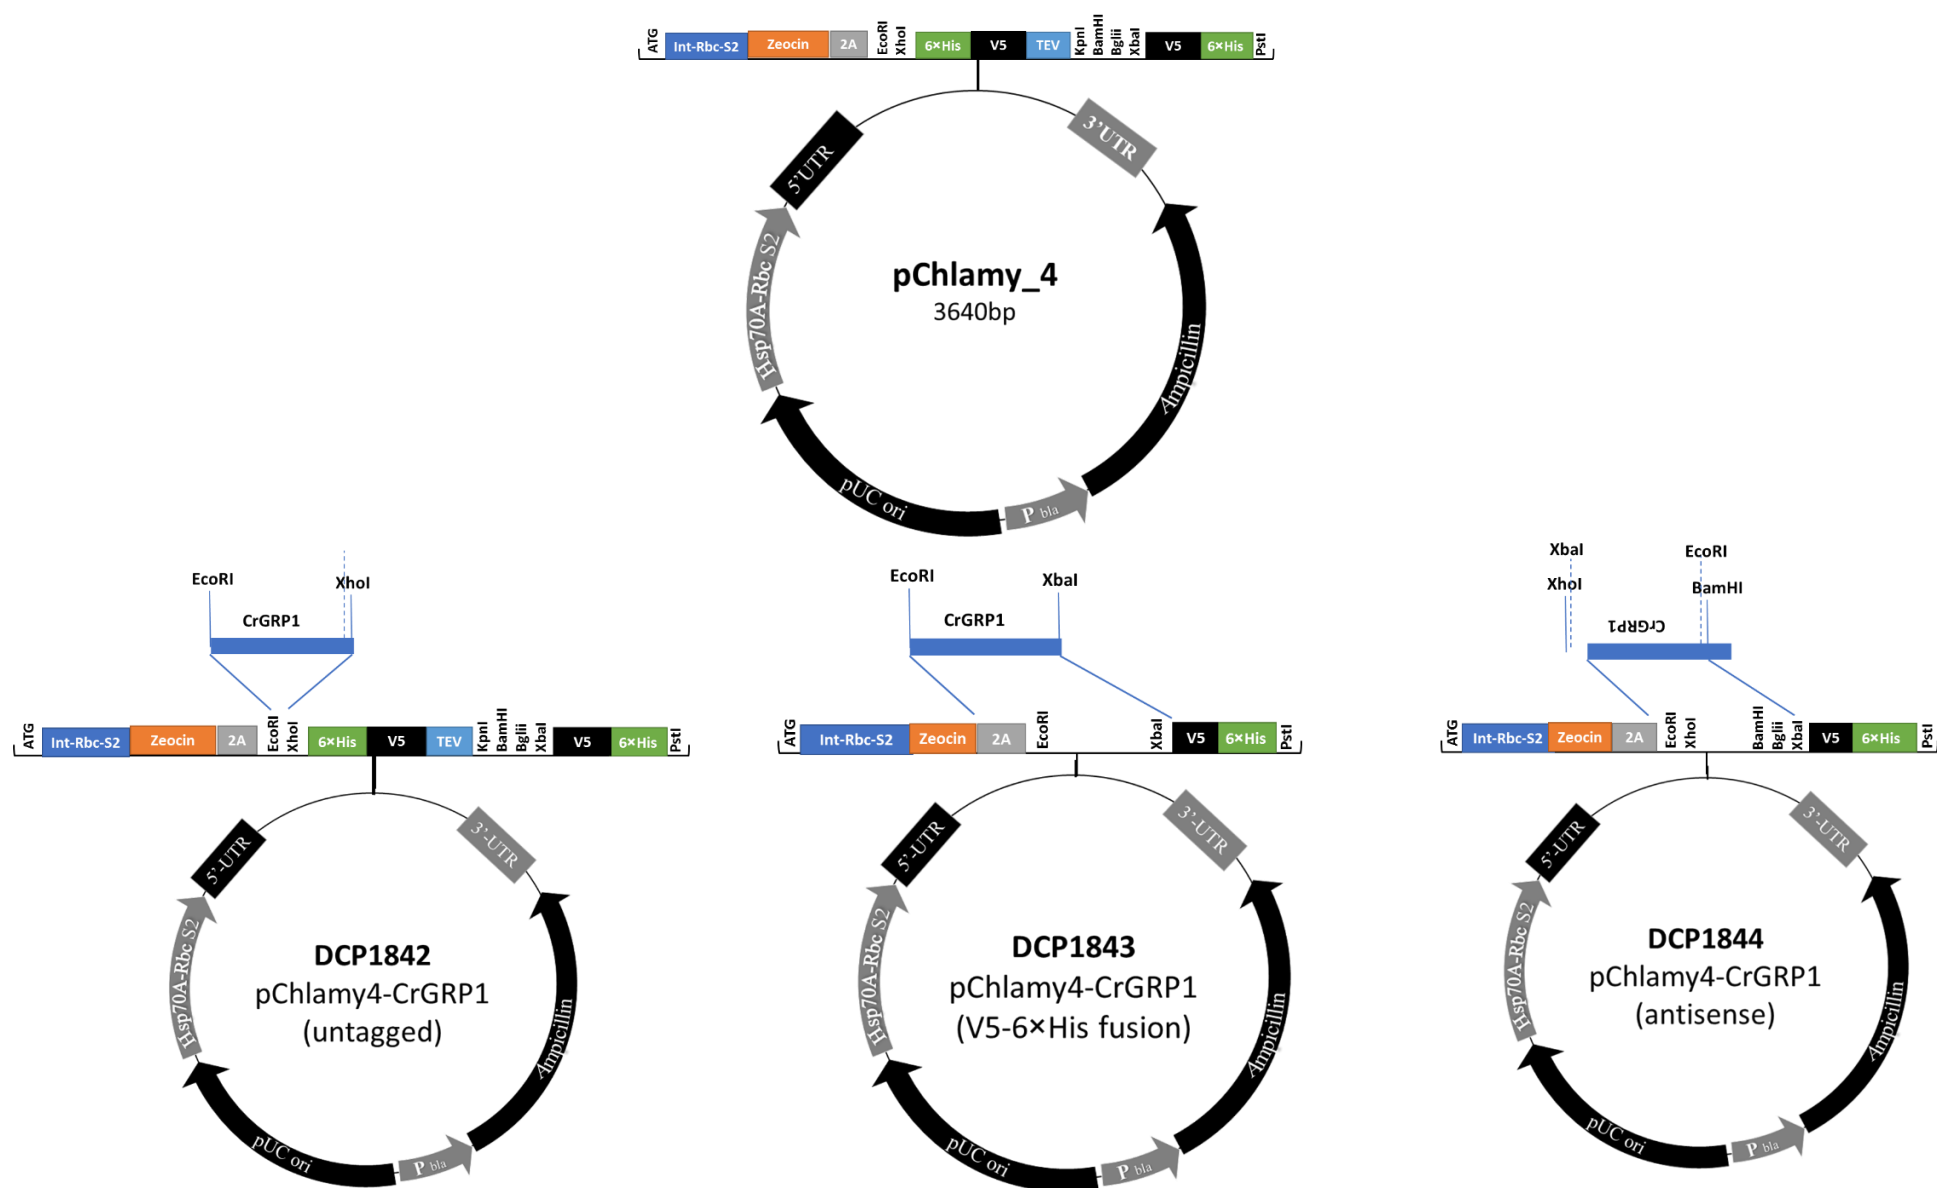 ATG Int-Rbc-S2 Zeocin 2A EcoRI XhoI 6×His V5 TEV KpnI BamHI Bglii XbaI V5 6×His PstI
5'UTR
3'UTR
Hsp70A-Rbc S2
pChlamy_4
3640bp
Ampicillin
pUC ori
P bla
EcoRI
XhoI
CrGRP1
ATG Int-Rbc-S2 Zeocin 2A EcoRI XhoI 6×His V5 TEV KpnI BamHI Bglii XbaI V5 6×His PstI
5'-UTR
3'-UTR
Hsp70A-Rbc S2
DCP1842
pChlamy4-CrGRP1
(untagged)
Ampicillin
pUC ori
P bla
EcoRI
XbaI
CrGRP1
ATG Int-Rbc-S2 Zeocin 2A EcoRI XbaI V5 6×His PstI
5'-UTR
3'-UTR
Hsp70A-Rbc S2
DCP1843
pChlamy4-CrGRP1
(V5-6×His fusion)
Ampicillin
pUC ori
P bla
XbaI
EcoRI
XhoI
BamHI
CrGRP1
ATG Int-Rbc-S2 Zeocin 2A EcoRI XhoI BamHI Bglii XbaI V5 6×His PstI
5'-UTR
3'-UTR
Hsp70A-Rbc S2
DCP1844
pChlamy4-CrGRP1
(antisense)
Ampicillin
pUC ori
P bla